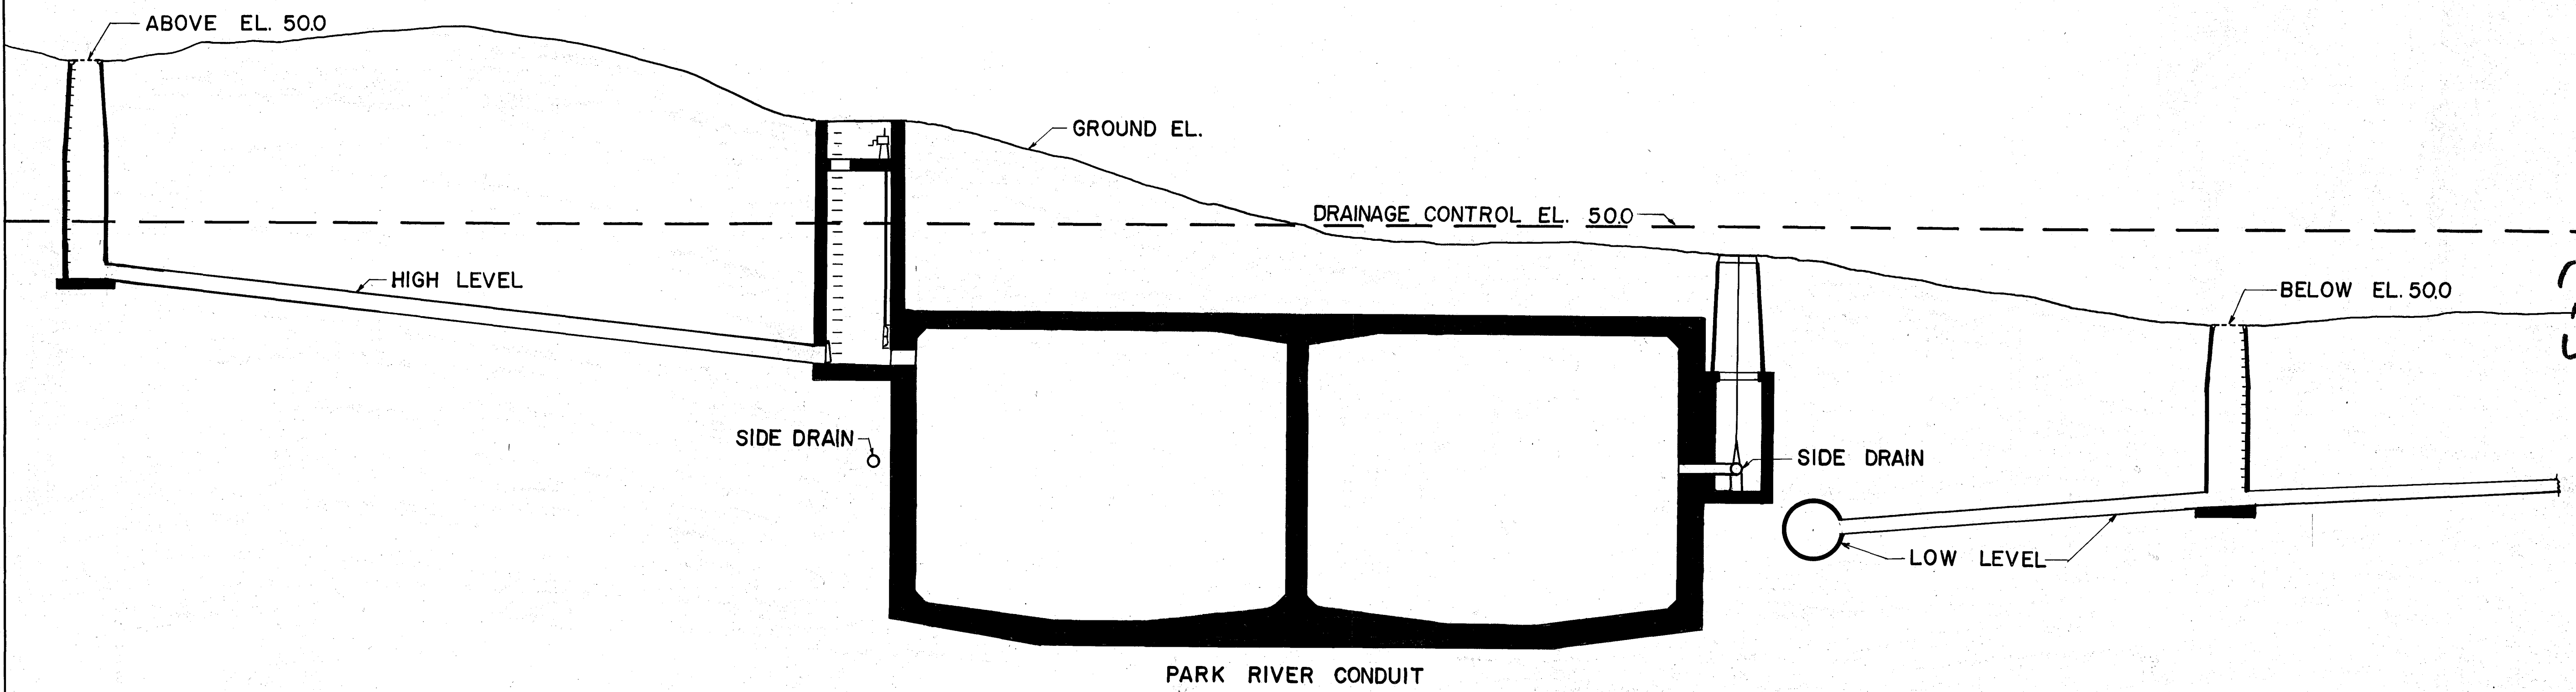 ABOVE EL. 50.0
GROUND EL.
DRAINAGE CONTROL EL. 50.0
HIGH LEVEL
BELOW EL. 50.0
SIDE DRAIN
SIDE DRAIN
LOW LEVEL
PARK RIVER CONDUIT